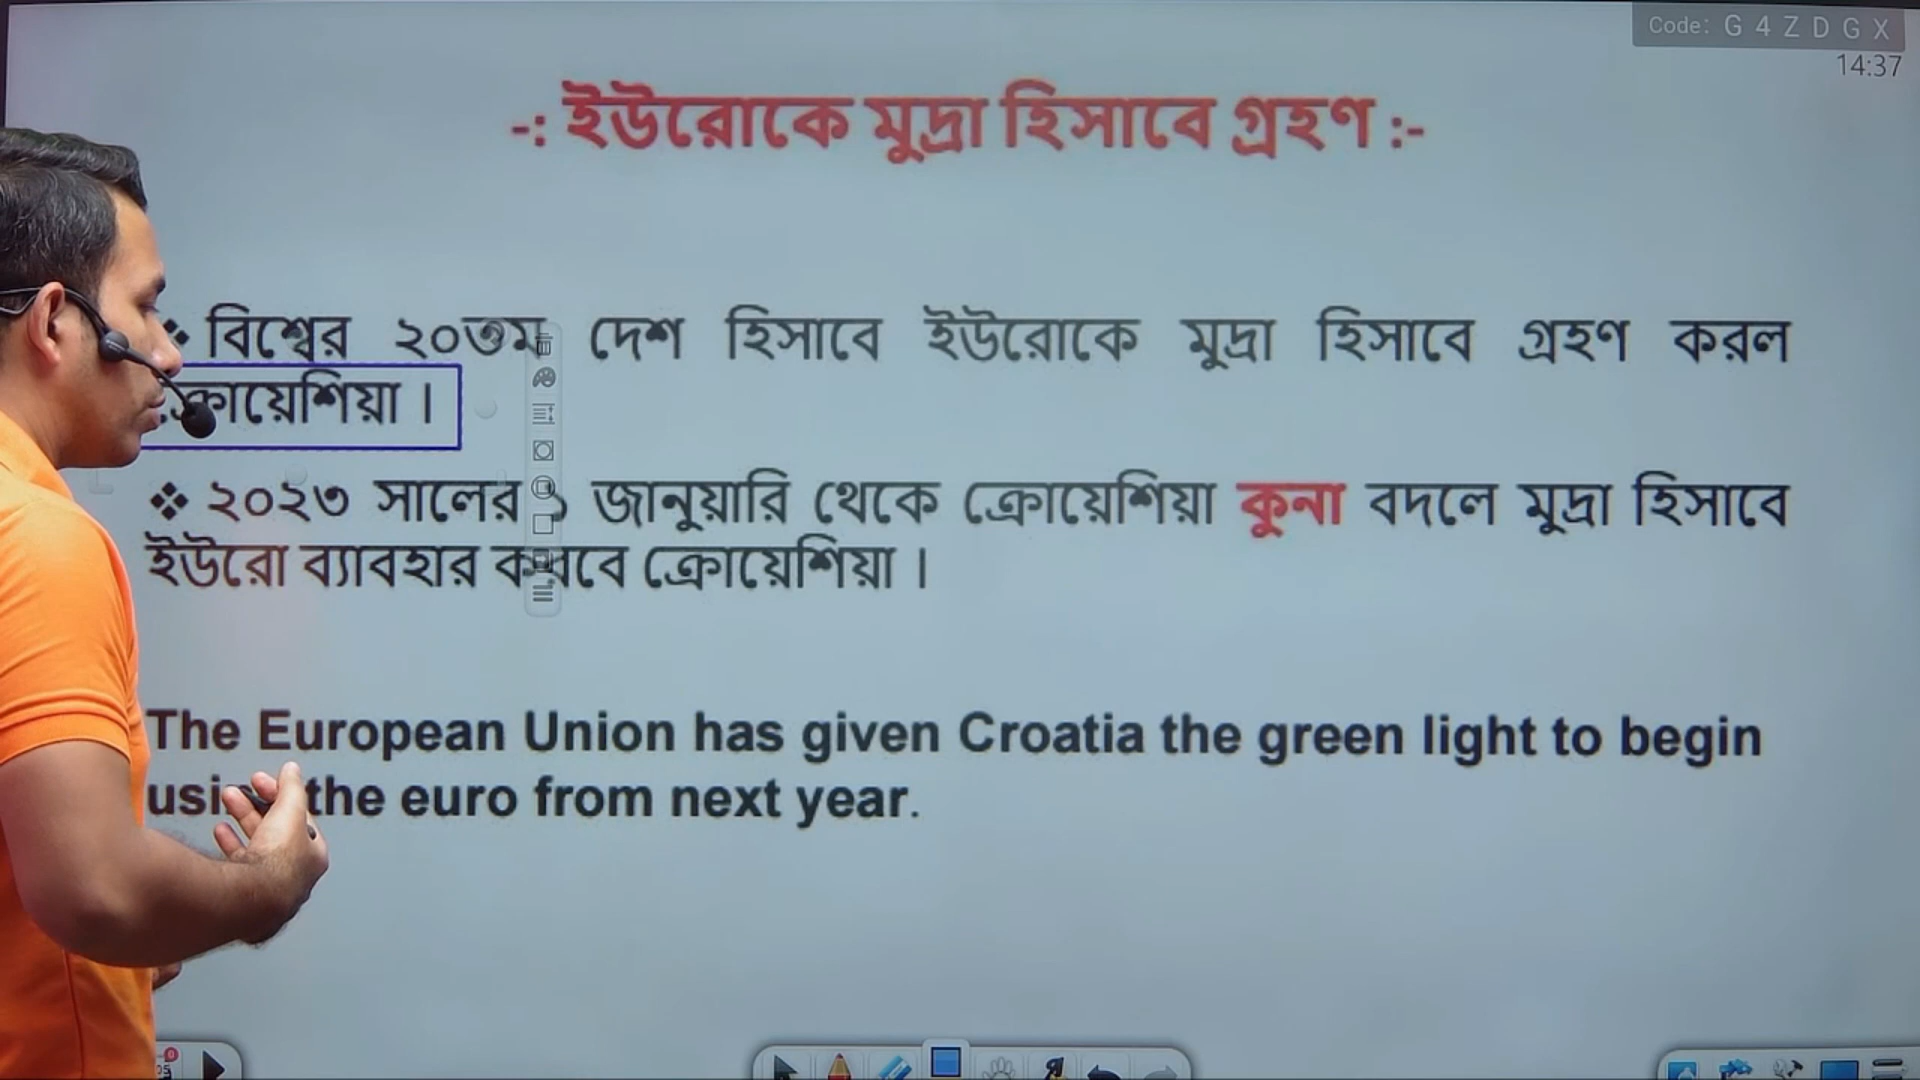 Code: G 4 Z D G X
14:37
-: ইউরোকে মুদ্রা হিসাবে গ্রহণ :-
❖ বিশ্বের ২০তম দেশ হিসাবে ইউরোকে মুদ্রা হিসাবে গ্রহণ করল
ক্রোয়েশিয়া ।
❖ ২০২৩ সালের ১ জানুয়ারি থেকে ক্রোয়েশিয়া কুনা বদলে মুদ্রা হিসাবে
ইউরো ব্যাবহার করবে ক্রোয়েশিয়া ।
The European Union has given Croatia the green light to begin
the euro from next year.